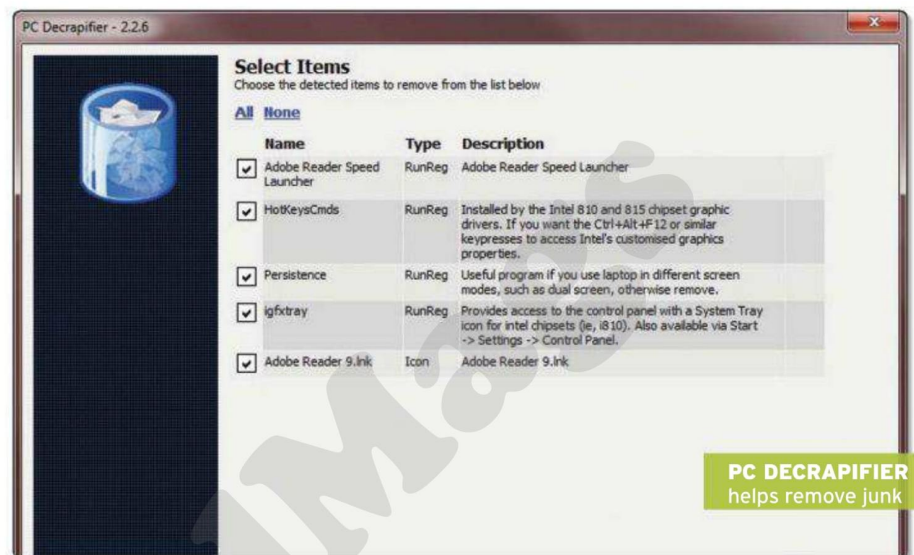 PC Decrapifier - 2.2.6
Select Items
Choose the detected items to remove from the list below
All None
Name Type Description
Adobe Reader Speed RunReg Adobe Reader Speed Launcher
Launcher
HotKeysCmds RunReg Installed by the Intel 810 and 815 chipset graphic
drivers. If you want the Ctrl+Alt+F12 or similar
keypresses to access Intel's customised graphics
properties.
Persistence RunReg Useful program if you use laptop in different screen
modes, such as dual screen, otherwise remove.
igfxtray RunReg Provides access to the control panel with a System Tray
icon for intel chipsets (ie, i810). Also available via Start
-> Settings -> Control Panel.
Adobe Reader 9.lnk Icon Adobe Reader 9.lnk
PC DECRAPIFIER
helps remove junk